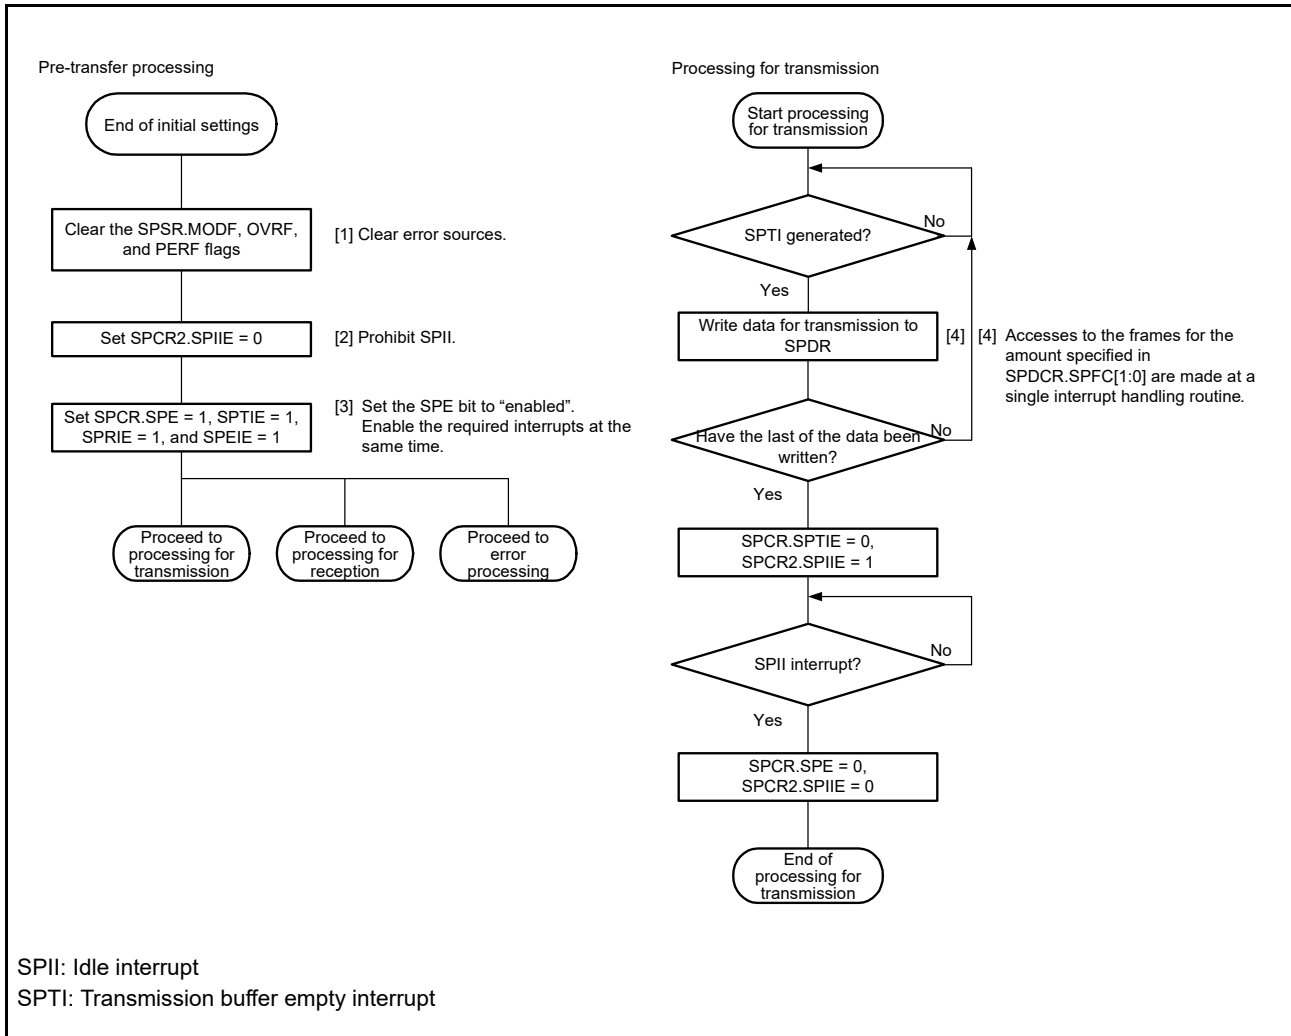 Pre-transfer processing
End of initial settings
Clear the SPSR.MODF, OVRF,
and PERF flags
[1] Clear error sources.
Set SPCR2.SPIIE = 0
[2] Prohibit SPII.
Set SPCR.SPE = 1, SPTIE = 1,
SPRIE = 1, and SPEIE = 1
[3] Set the SPE bit to “enabled”.
Enable the required interrupts at the
same time.
Proceed to
processing for
transmission
Proceed to
processing for
reception
Proceed to
error
processing
Processing for transmission
Start processing
for transmission
SPTI generated?
No
Yes
Write data for transmission to
SPDR
[4]
[4] Accesses to the frames for the
amount specified in
SPDCR.SPFC[1:0] are made at a
single interrupt handling routine.
Have the last of the data been
written?
No
Yes
SPCR.SPTIE = 0,
SPCR2.SPIIE = 1
SPII interrupt?
No
Yes
SPCR.SPE = 0,
SPCR2.SPIIE = 0
End of
processing for
transmission
SPII: Idle interrupt
SPTI: Transmission buffer empty interrupt